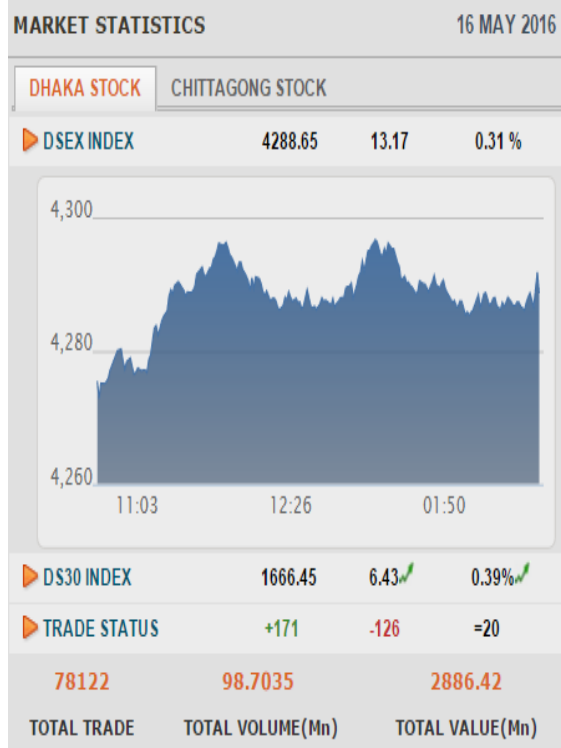 MARKET STATISTICS 16 MAY 2016
DHAKA STOCK CHITTAGONG STOCK
DSEX INDEX 4288.65 13.17 0.31 %
4,300
4,280
4,260
11:03 12:26 01:50
DS30 INDEX 1666.45 6.43 0.39%
TRADE STATUS +171 -126 =20
78122 98.7035 2886.42
TOTAL TRADE TOTAL VOLUME(Mn) TOTAL VALUE(Mn)